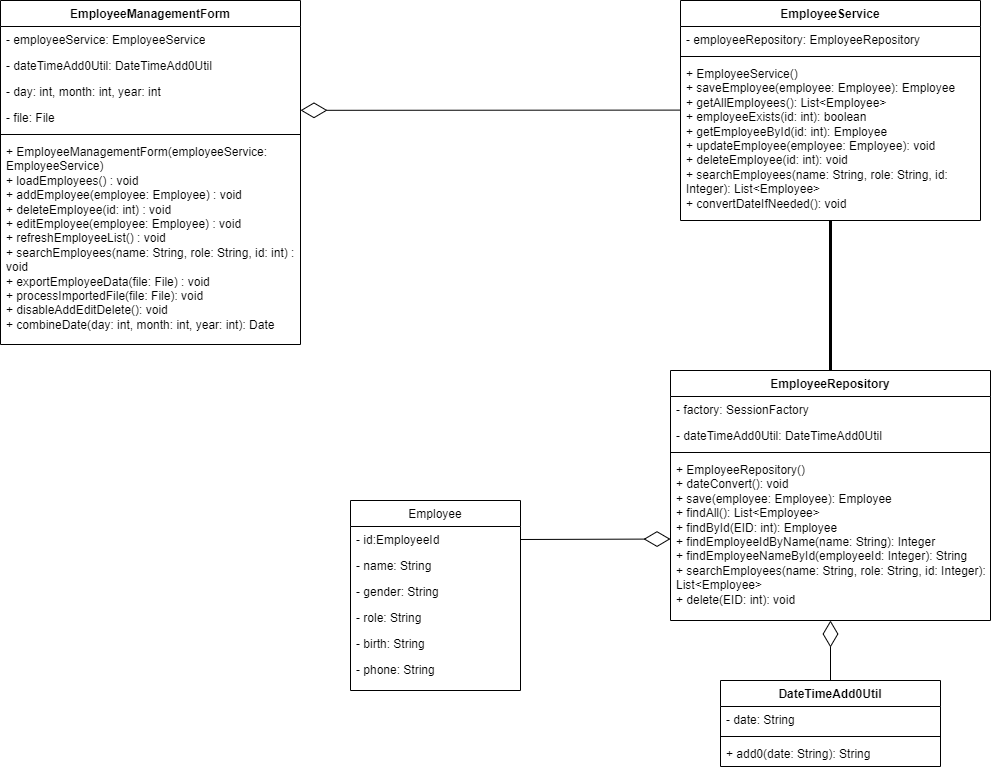 EmployeeManagementForm
- employeeService: EmployeeService
- dateTimeAdd0Util: DateTimeAdd0Util
- day: int, month: int, year: int
- file: File
+ EmployeeManagementForm(employeeService:
EmployeeService)
+ loadEmployees() : void
+ addEmployee(employee: Employee) : void
+ deleteEmployee(id: int) : void
+ editEmployee(employee: Employee) : void
+ refreshEmployeeList() : void
+ searchEmployees(name: String, role: String, id: int) :
void
+ exportEmployeeData(file: File) : void
+ processImportedFile(file: File): void
+ disableAddEditDelete(): void
+ combineDate(day: int, month: int, year: int): Date
EmployeeService
- employeeRepository: EmployeeRepository
+ EmployeeService()
+ saveEmployee(employee: Employee): Employee
+ getAllEmployees(): List<Employee>
+ employeeExists(id: int): boolean
+ getEmployeeById(id: int): Employee
+ updateEmployee(employee: Employee): void
+ deleteEmployee(id: int): void
+ searchEmployees(name: String, role: String, id:
Integer): List<Employee>
+ convertDateIfNeeded(): void
EmployeeRepository
- factory: SessionFactory
- dateTimeAdd0Util: DateTimeAdd0Util
+ EmployeeRepository()
+ dateConvert(): void
+ save(employee: Employee): Employee
+ findAll(): List<Employee>
+ findById(EID: int): Employee
+ findEmployeeIdByName(name: String): Integer
+ findEmployeeNameById(employeeId: Integer): String
+ searchEmployees(name: String, role: String, id: Integer):
List<Employee>
+ delete(EID: int): void
Employee
- id:EmployeeId
- name: String
- gender: String
- role: String
- birth: String
- phone: String
DateTimeAdd0Util
- date: String
+ add0(date: String): String